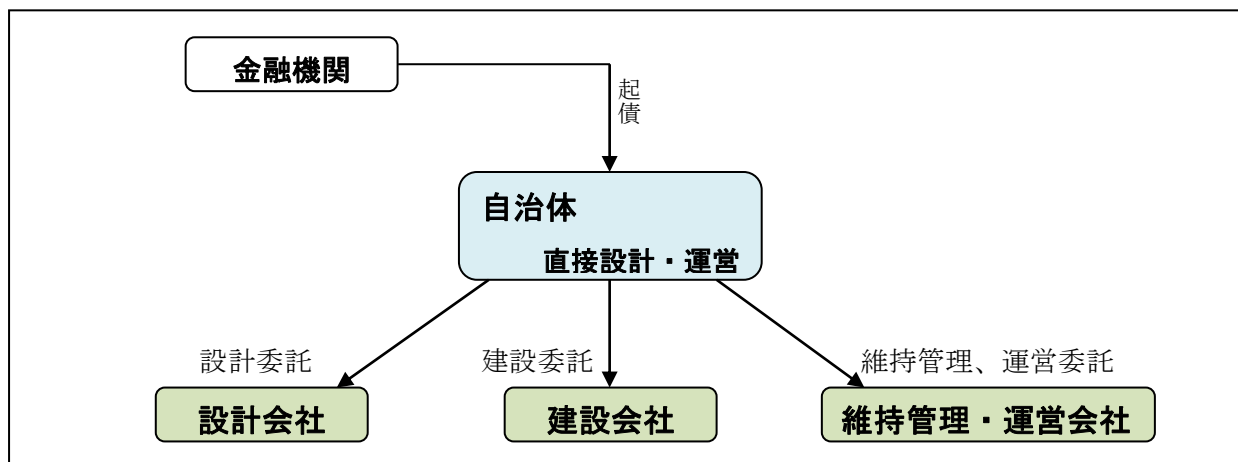 金融機関
起債
自治体
直接設計・運営
設計委託
建設委託
維持管理、運営委託
設計会社
建設会社
維持管理・運営会社